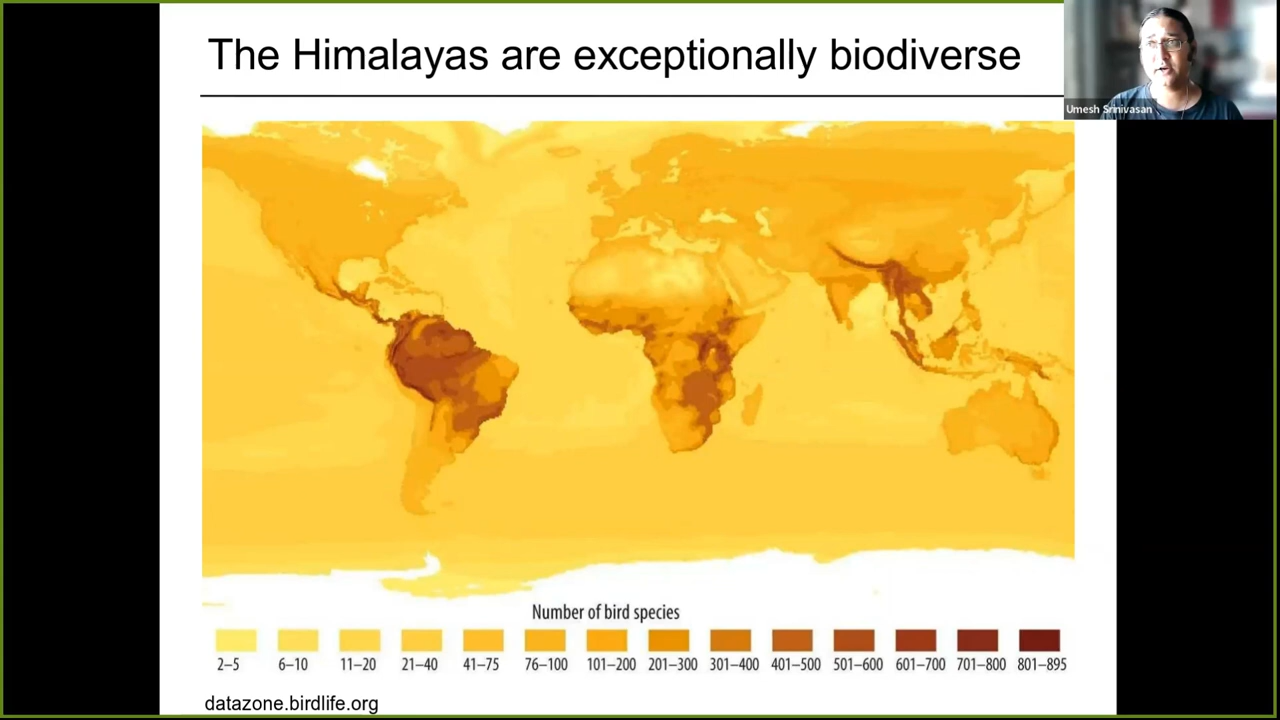 The Himalayas are exceptionally biodiverse
Umesh Srinivasan
Number of bird species
2–5 6–10 11–20 21–40 41–75 76–100 101–200 201–300 301–400 401–500 501–600 601–700 701–800 801–895
datazone.birdlife.org